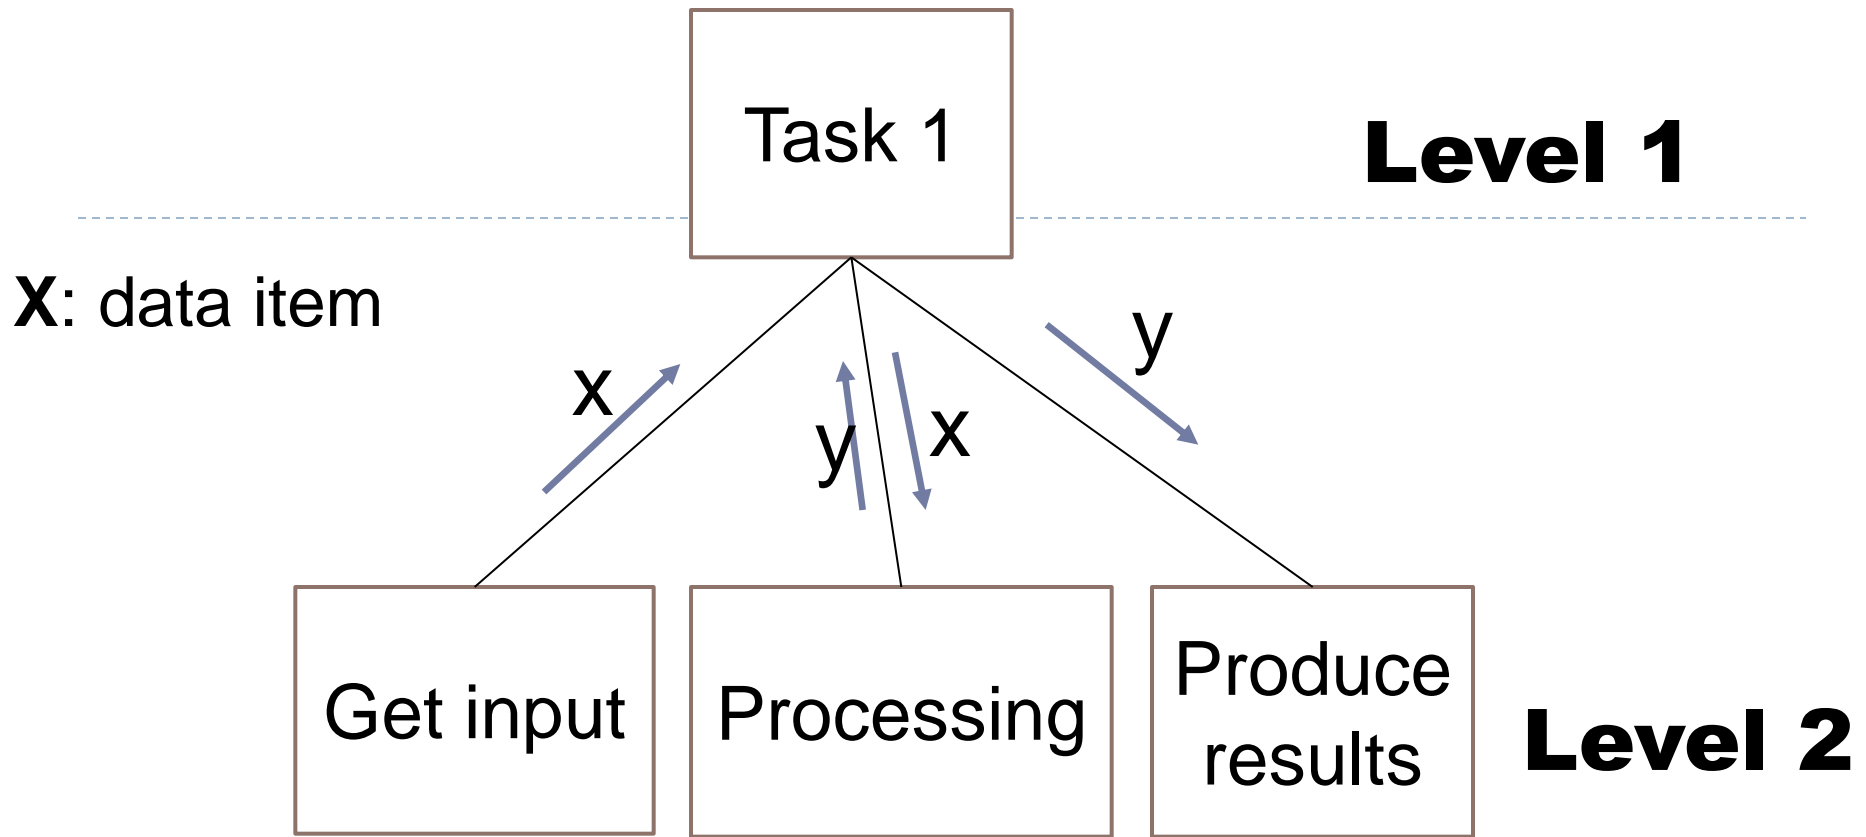 Task 1
Level 1
X: data item
y
x
y
x
Get input
Processing
Produce
results
Level 2